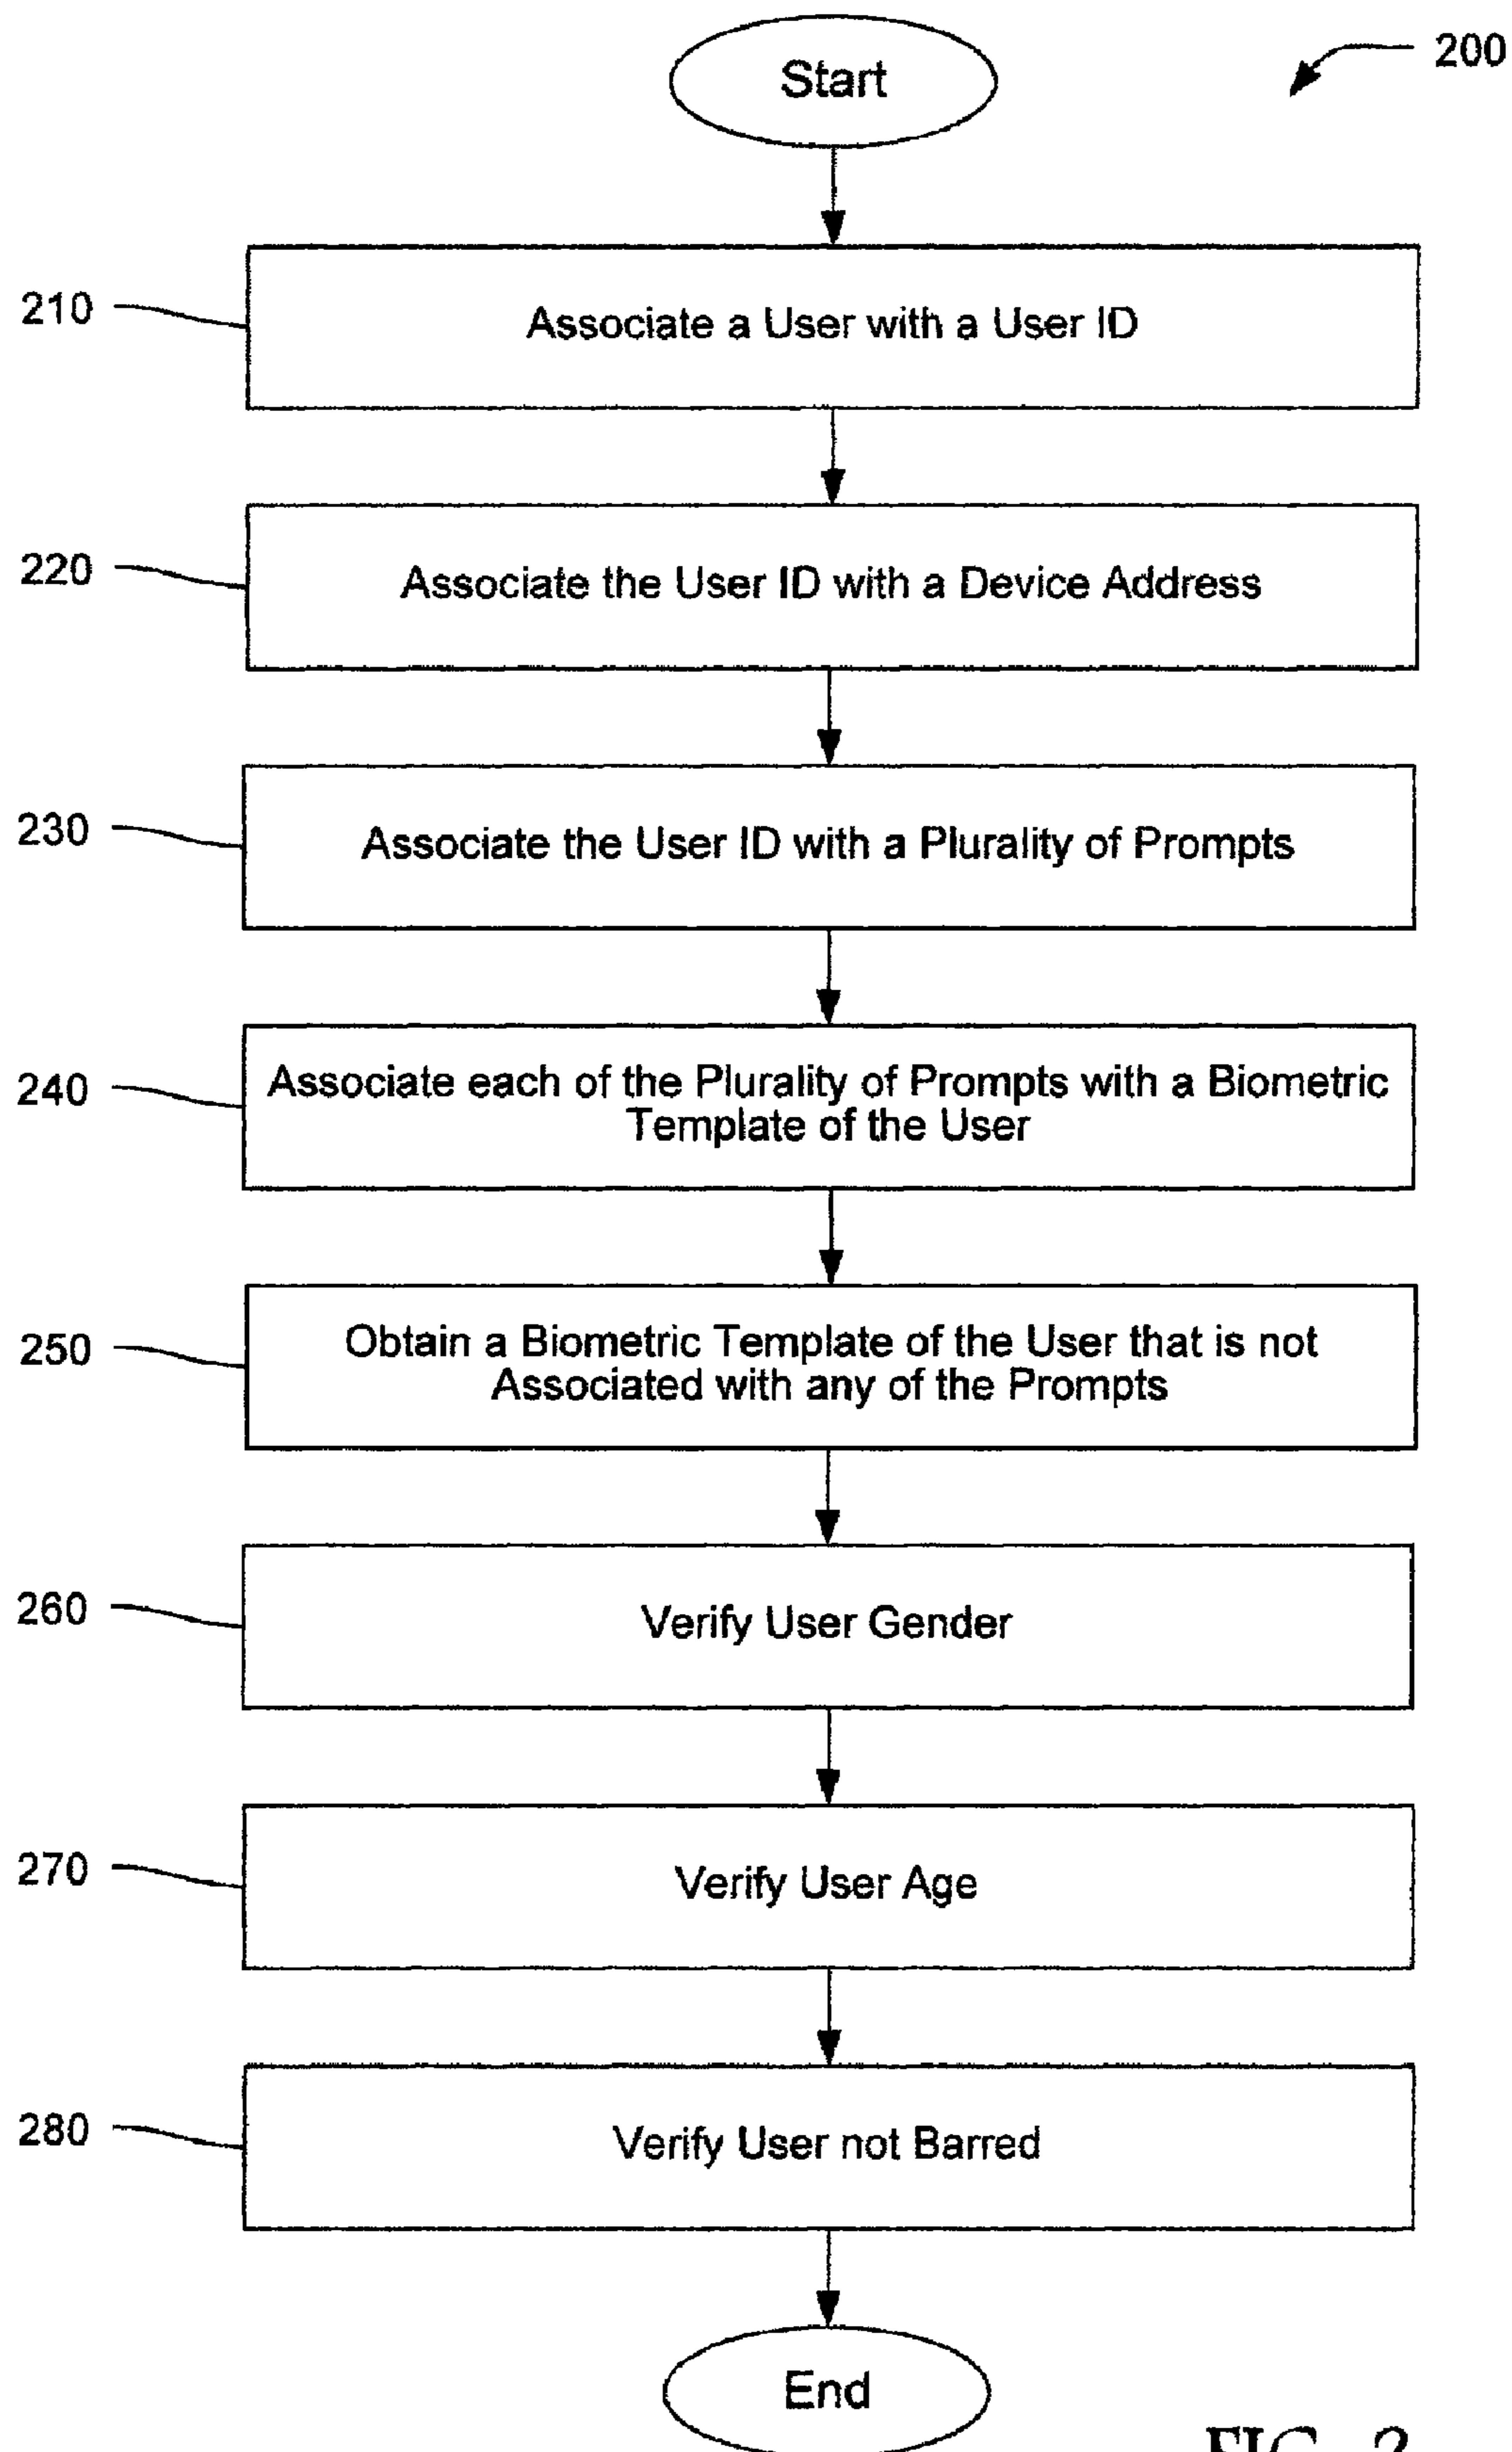 Start
200
210
Associate a User with a User ID
220
Associate the User ID with a Device Address
230
Associate the User ID with a Plurality of Prompts
240
Associate each of the Plurality of Prompts with a Biometric
Template of the User
250
Obtain a Biometric Template of the User that is not
Associated with any of the Prompts
260
Verify User Gender
270
Verify User Age
280
Verify User not Barred
End
FIG. 2